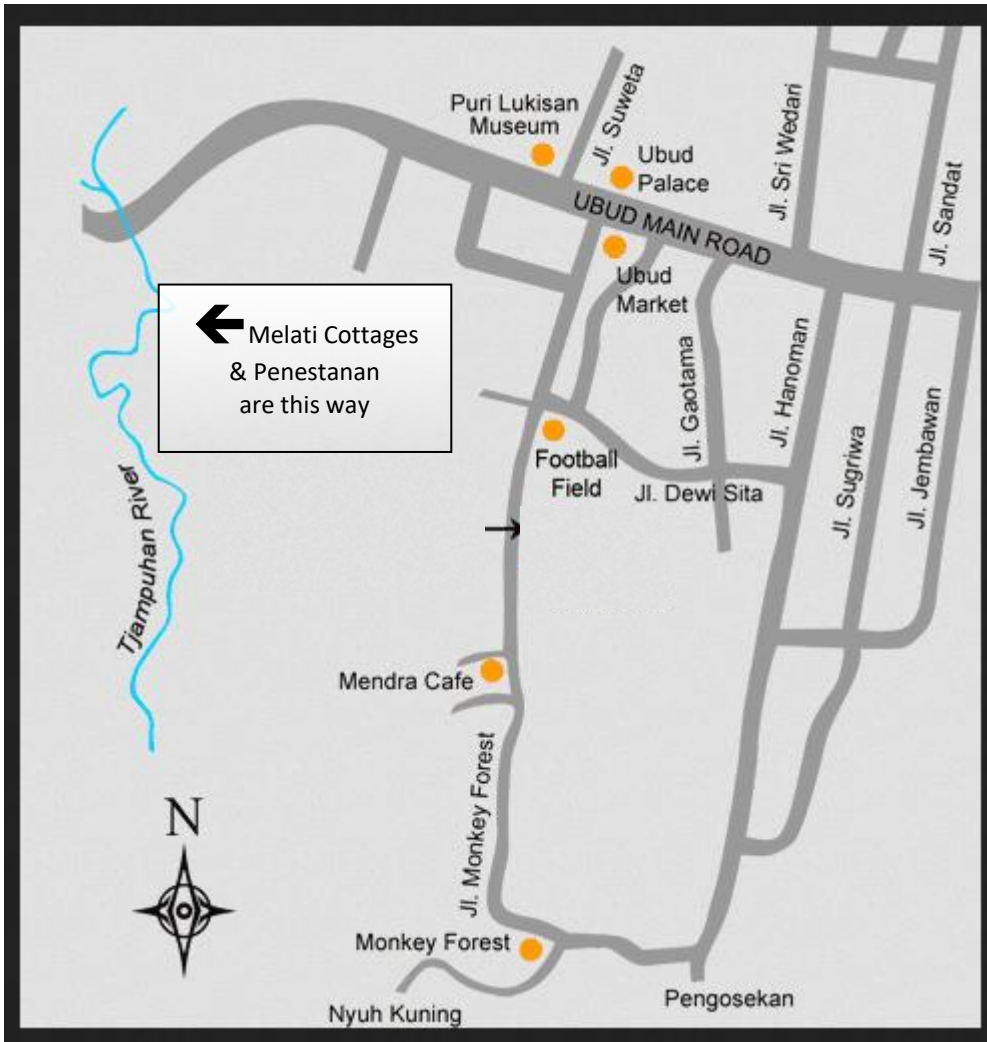 Puri Lukisan
Museum
Jl. Suweta
Ubud
Palace
Jl. Sri Wedari
Jl. Sandat
UBUD MAIN ROAD
Ubud
Market
Melati Cottages
& Penestanan
are this way
Jl. Gaotama
Jl. Hanoman
Jl. Sugriwa
Jl. Jembawan
Football
Field
Jl. Dewi Sita
Tjampuhan River
Mendra Cafe
Jl. Monkey Forest
N
Monkey Forest
Nyuh Kuning
Pengosekan